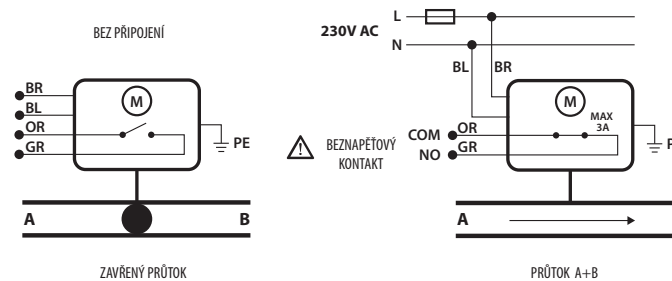 BEZ PŘIPOJENÍ
BR
BL
OR
GR
M
PE
A
B
ZAVŘENÝ PRŮTOK
230V AC
L
N
BL
BR
M
MAX
3A
COM
OR
NO
GR
BEZNAPĚŤOVÝ
KONTAKT
P
A
PRŮTOK A+B